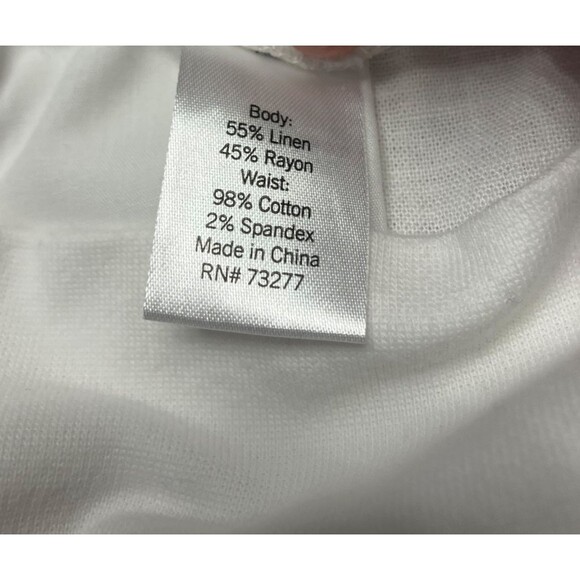 Body:
55% Linen
45% Rayon
Waist:
98% Cotton
2% Spandex
Made in China
RN# 73277